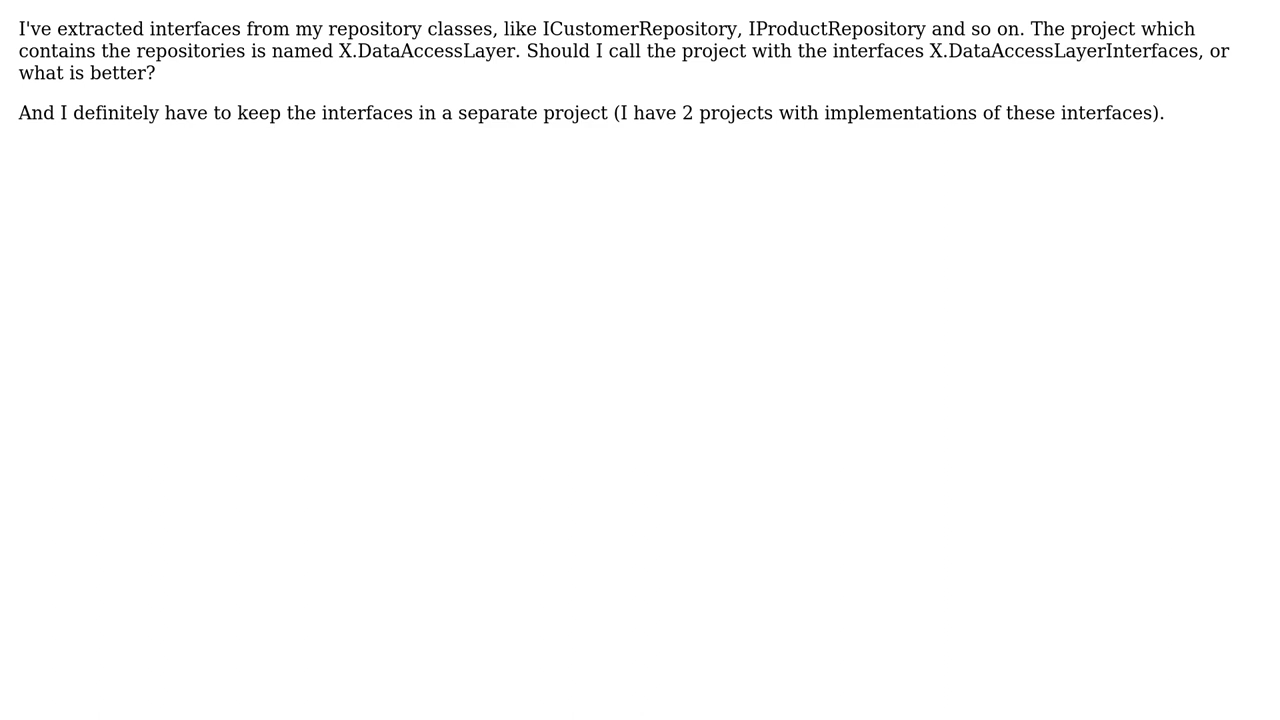 I've extracted interfaces from my repository classes, like ICustomerRepository, IProductRepository and so on. The project which
contains the repositories is named X.DataAccessLayer. Should I call the project with the interfaces X.DataAccessLayerInterfaces, or
what is better?
And I definitely have to keep the interfaces in a separate project (I have 2 projects with implementations of these interfaces).